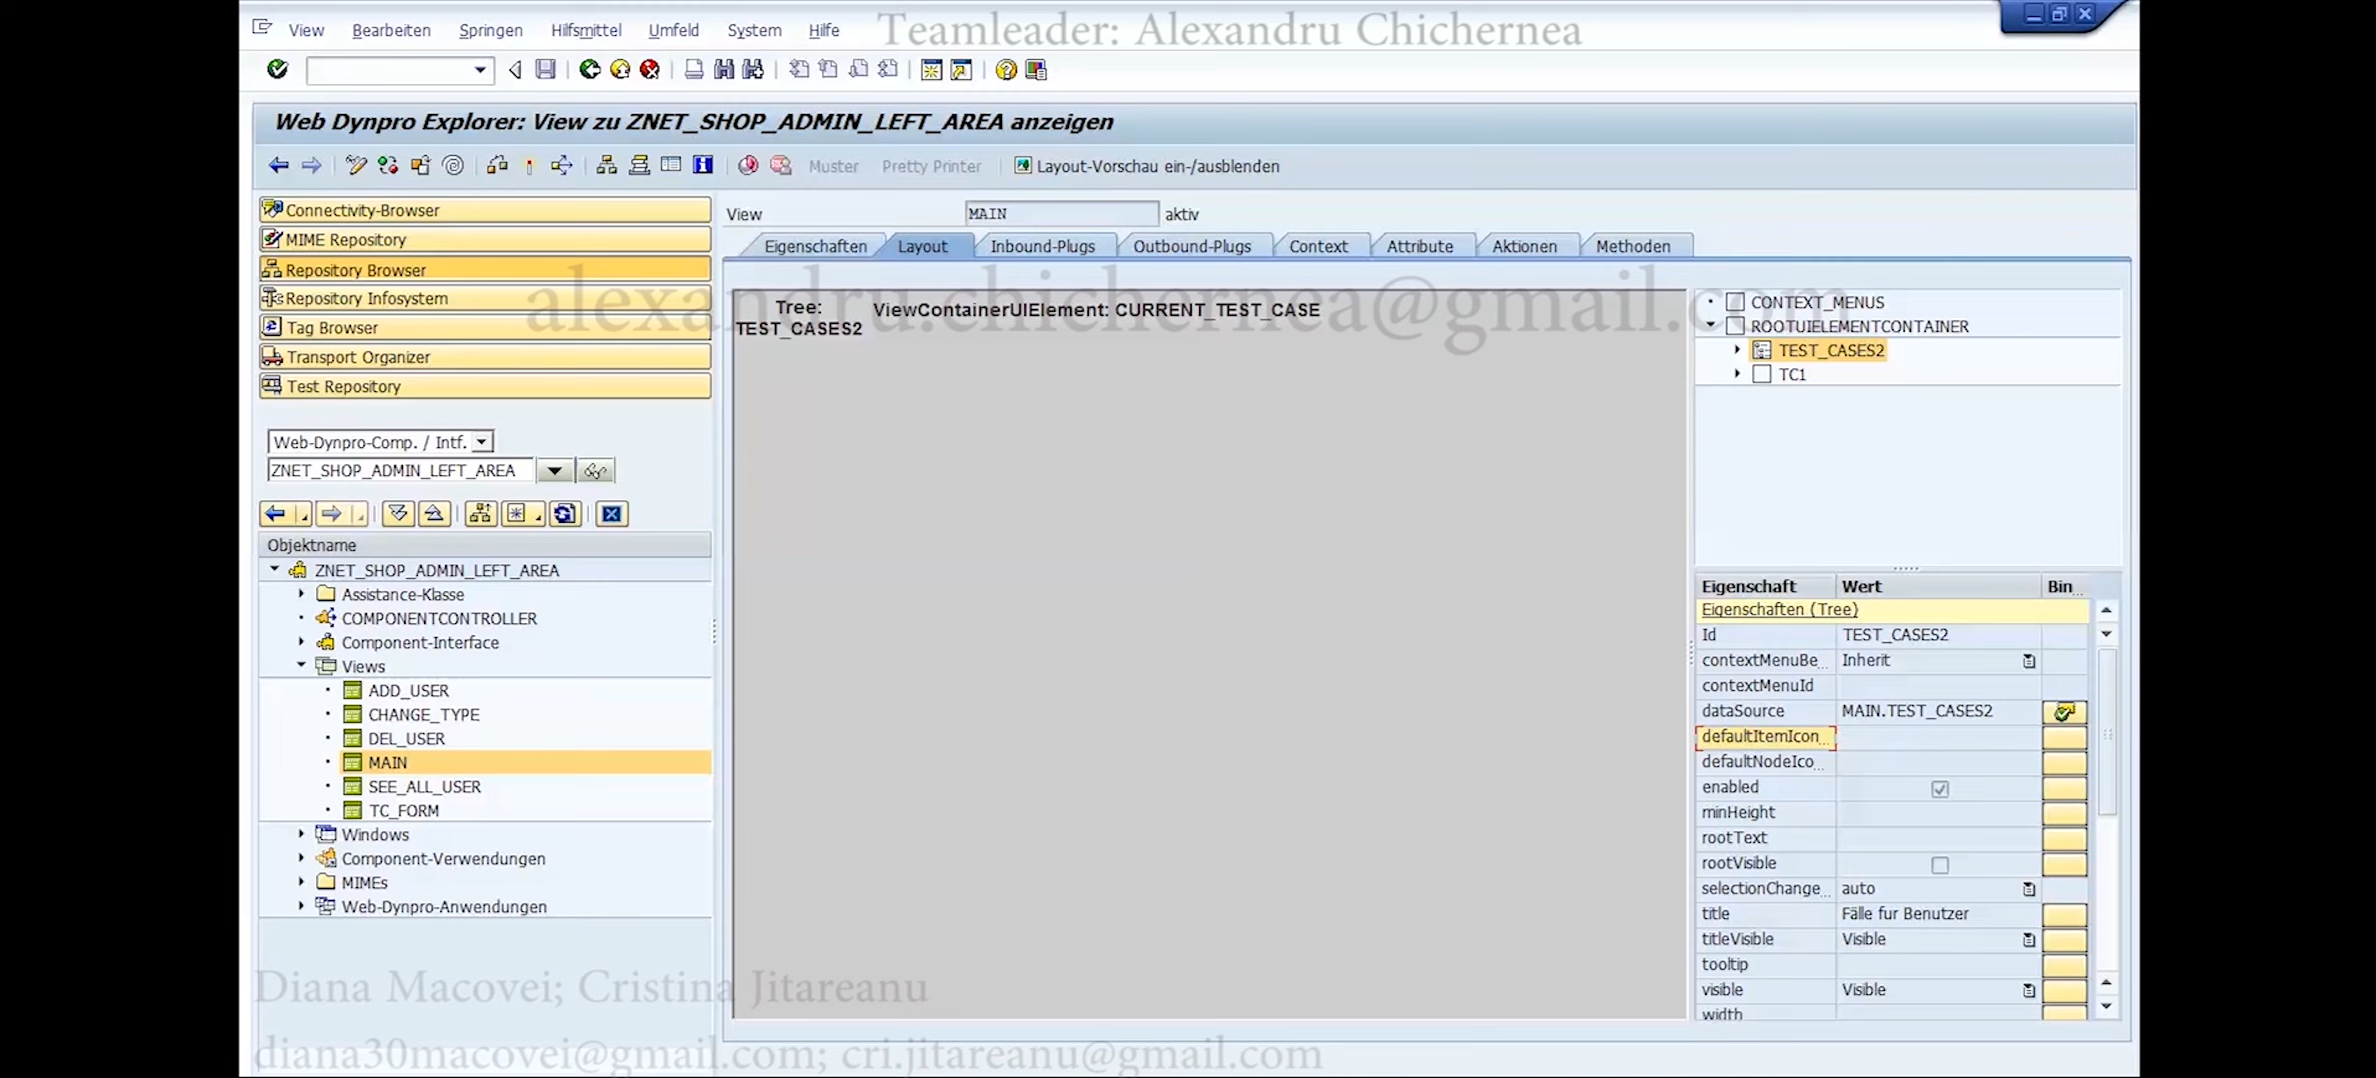 Teamleader: Alexandru Chichernea
View Bearbeiten Springen Hilfsmittel Umfeld System Hilfe
Web Dynpro Explorer: View zu ZNET_SHOP_ADMIN_LEFT_AREA anzeigen
Muster Pretty Printer Layout-Vorschau ein-/ausblenden
Connectivity-Browser
MIME Repository
Repository Browser
Repository Infosystem
Tag Browser
Transport Organizer
Test Repository
Web-Dynpro-Comp. / Intf.
ZNET_SHOP_ADMIN_LEFT_AREA
Objektname
ZNET_SHOP_ADMIN_LEFT_AREA
Assistance-Klasse
COMPONENTCONTROLLER
Component-Interface
Views
ADD_USER
CHANGE_TYPE
DEL_USER
MAIN
SEE_ALL_USER
TC_FORM
Windows
Component-Verwendungen
MIMEs
Web-Dynpro-Anwendungen
View MAIN aktiv
Eigenschaften Layout Inbound-Plugs Outbound-Plugs Context Attribute Aktionen Methoden
alexandru.chichernea@gmail.com
Tree: ViewContainerUIElement: CURRENT_TEST_CASE
TEST_CASES2
CONTEXT_MENUS
ROOTUIELEMENTCONTAINER
TEST_CASES2
TC1
Eigenschaft Wert Bin...
Eigenschaften (Tree)
Id TEST_CASES2
contextMenuBe... Inherit
contextMenuId
dataSource MAIN.TEST_CASES2
defaultItemIcon...
defaultNodeIco...
enabled
minHeight
rootText
rootVisible
selectionChange... auto
title Fälle fur Benutzer
titleVisible Visible
tooltip
visible Visible
width
Diana Macovei; Cristina Jitareanu
diana30macovei@gmail.com; cri.jitareanu@gmail.com